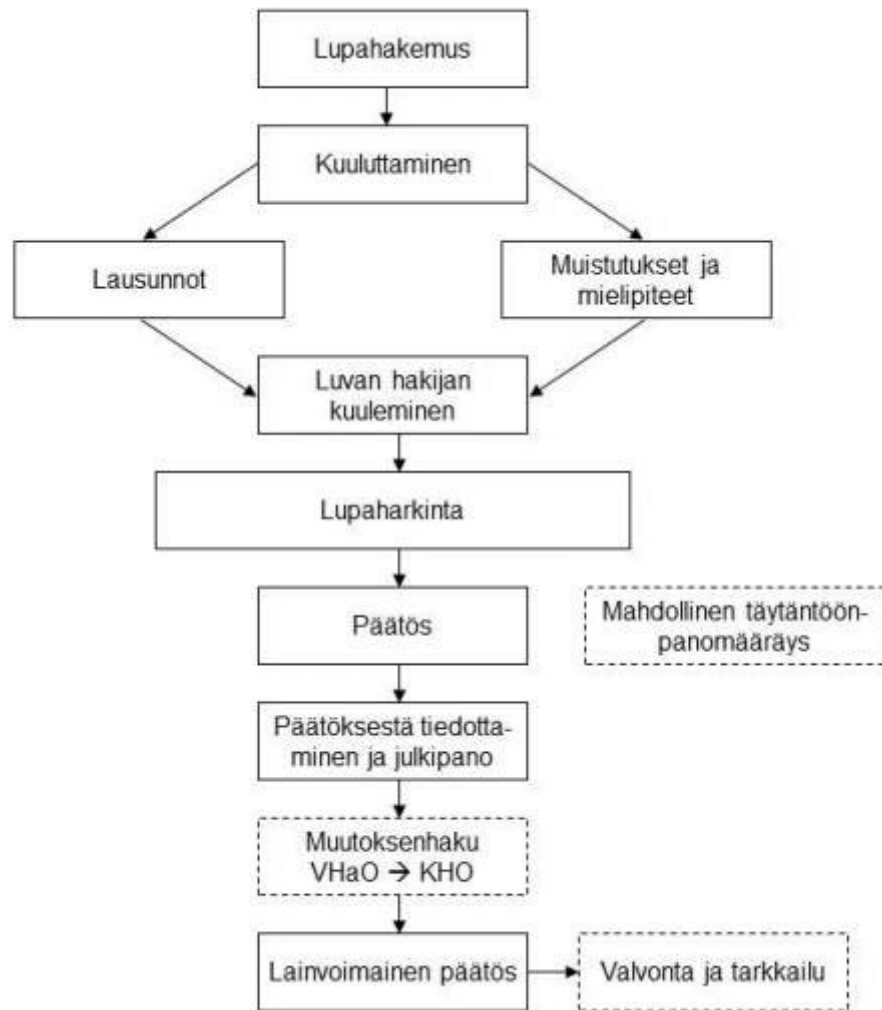 Lupahakemus
Kuuluttaminen
Lausunnot
Muistutukset ja
mielipiteet
Luvan hakijan
kuuleminen
Lupaharkinta
Päätös
Mahdollinen täytäntöön-
panomääräys
Päätöksestä tiedotta-
minen ja julkipano
Muutoksenhaku
VHaO → KHO
Lainvoimainen päätös
Valvonta ja tarkkailu